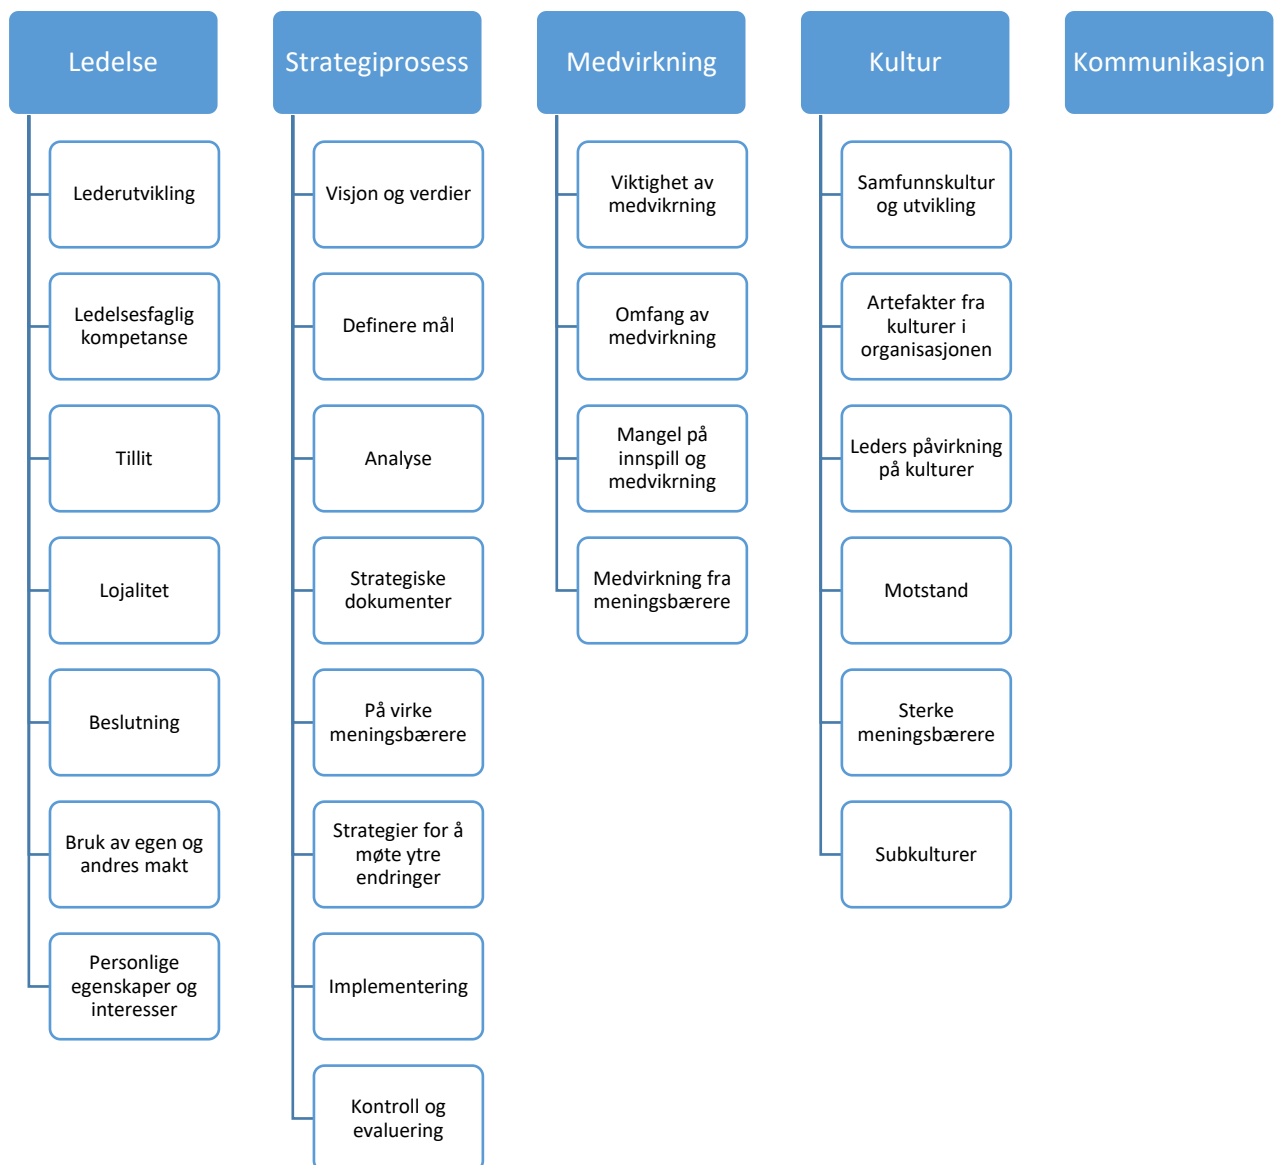 Ledelse
Lederutvikling
Ledelsesfaglig
kompetanse
Tillit
Lojalitet
Beslutning
Bruk av egen og
andres makt
Personlige
egenskaper og
interesser
Strategiprosess
Visjon og verdier
Definere mål
Analyse
Strategiske
dokumenter
På virke
meningsbærere
Strategier for å
møte ytre
endringer
Implementering
Kontroll og
evaluering
Medvirkning
Viktighet av
medvikrning
Omfang av
medvirkning
Mangel på
innspill og
medvikrning
Medvirkning fra
meningsbærere
Kultur
Samfunnskultur
og utvikling
Artefakter fra
kulturer i
organisasjonen
Leders påvirkning
på kulturer
Motstand
Sterke
meningsbærere
Subkulturer
Kommunikasjon